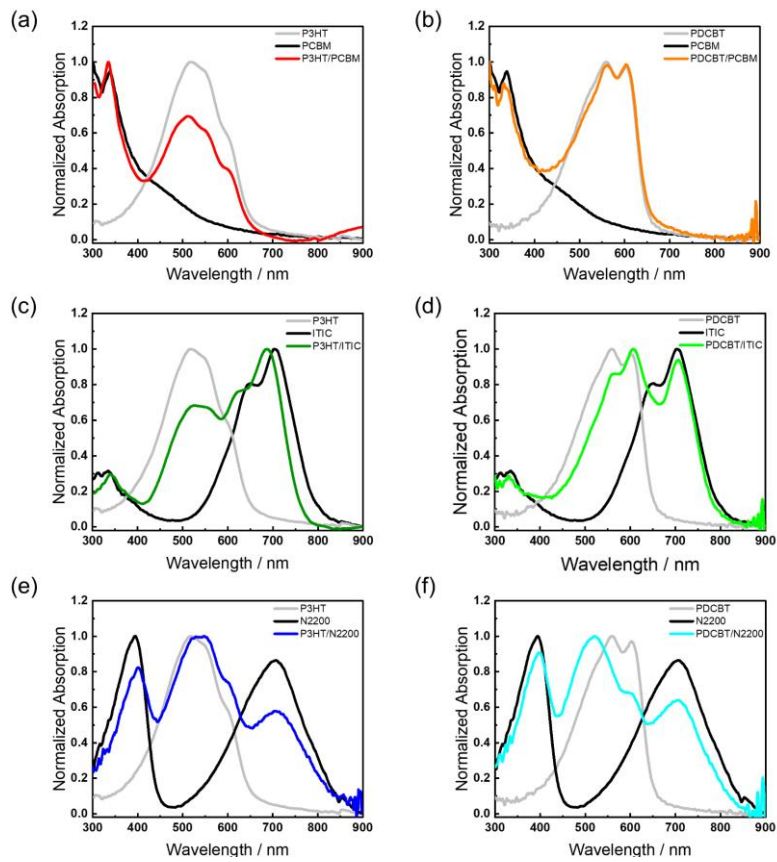 (a)
P3HT
PCBM
P3HT/PCBM
Normalized Absorption
1.2
1.0
0.8
0.6
0.4
0.2
0.0
300 400 500 600 700 800 900
Wavelength / nm
(b)
PDCBT
PCBM
PDCBT/PCBM
Normalized Absorption
1.2
1.0
0.8
0.6
0.4
0.2
0.0
300 400 500 600 700 800 900
Wavelength / nm
(c)
P3HT
ITIC
P3HT/ITIC
Normalized Absorption
1.2
1.0
0.8
0.6
0.4
0.2
0.0
300 400 500 600 700 800 900
Wavelength / nm
(d)
PDCBT
ITIC
PDCBT/ITIC
Normalized Absorption
1.2
1.0
0.8
0.6
0.4
0.2
0.0
300 400 500 600 700 800 900
Wavelength / nm
(e)
P3HT
N2200
P3HT/N2200
Normalized Absorption
1.2
1.0
0.8
0.6
0.4
0.2
0.0
300 400 500 600 700 800 900
Wavelength / nm
(f)
PDCBT
N2200
PDCBT/N2200
Normalized Absorption
1.2
1.0
0.8
0.6
0.4
0.2
0.0
300 400 500 600 700 800 900
Wavelength / nm